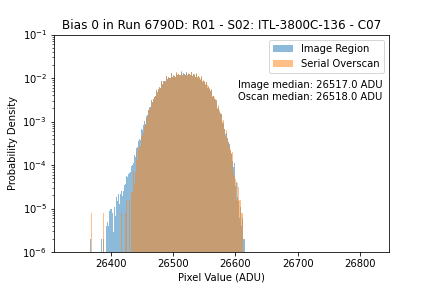 Bias 0 in Run 6790D: R01 - S02: ITL-3800C-136 - C07
Image Region
Serial Overscan
Image median: 26517.0 ADU
Oscan median: 26518.0 ADU
Probability Density
10⁻¹
10⁻²
10⁻³
10⁻⁴
10⁻⁵
10⁻⁶
26400 26500 26600 26700 26800
Pixel Value (ADU)